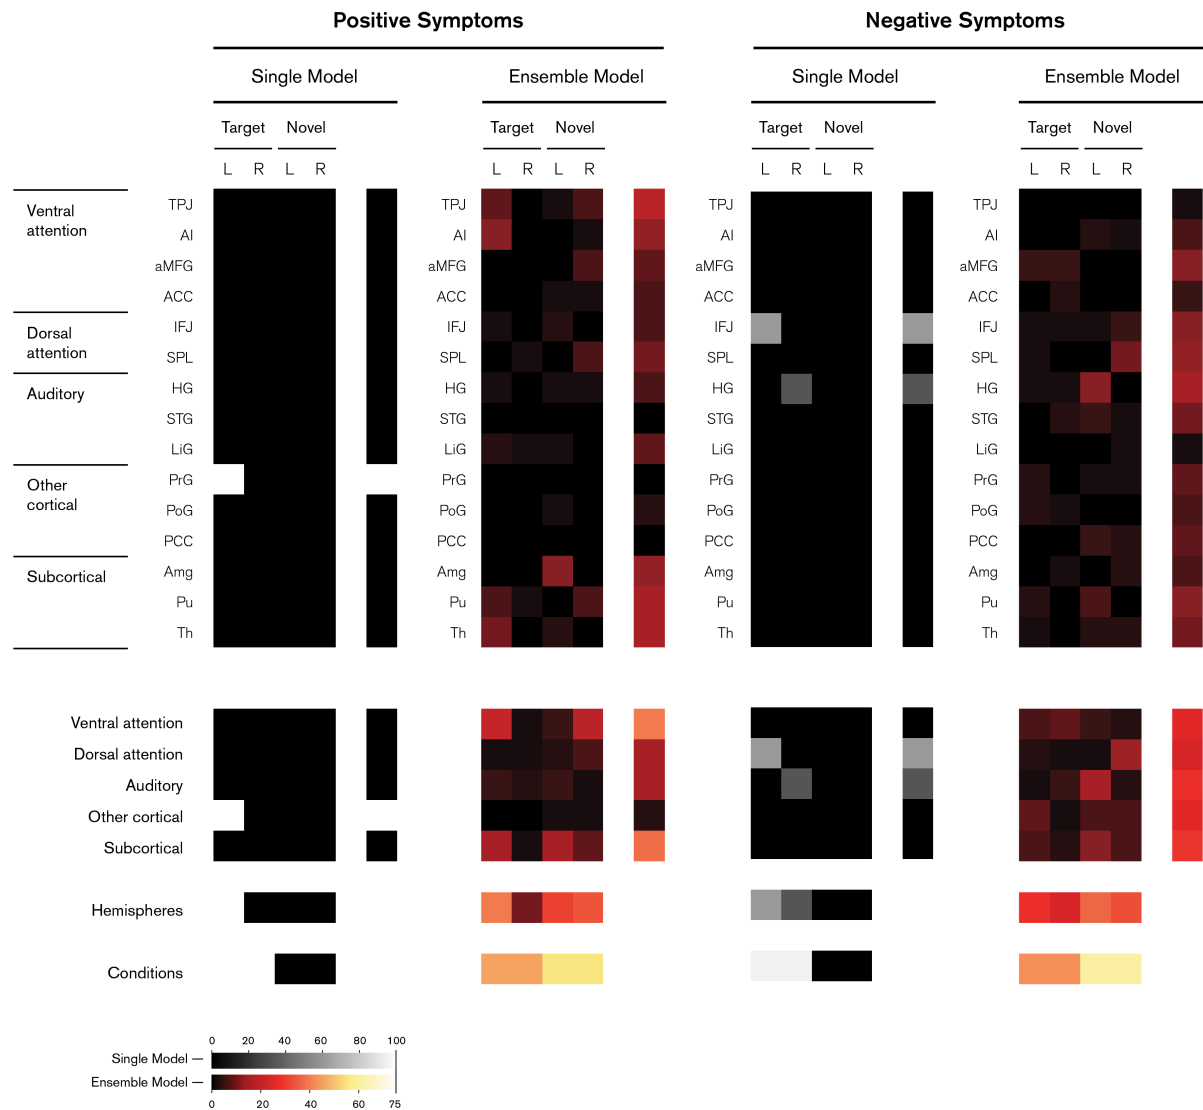 Positive Symptoms Negative Symptoms
Single Model Ensemble Model Single Model Ensemble Model
Target Novel Target Novel Target Novel Target Novel
L R L R L R L R L R L R L R L R
Ventral attention TPJ TPJ TPJ TPJ
AI AI AI AI
aMFG aMFG aMFG aMFG
ACC ACC ACC ACC
Dorsal attention IFJ IFJ IFJ IFJ
SPL SPL SPL SPL
Auditory HG HG HG HG
STG STG STG STG
LiG LiG LiG LiG
Other cortical PrG PrG PrG PrG
PoG PoG PoG PoG
PCC PCC PCC PCC
Subcortical Amg Amg Amg Amg
Pu Pu Pu Pu
Th Th Th Th
Ventral attention
Dorsal attention
Auditory
Other cortical
Subcortical
Hemispheres
Conditions
0 20 40 60 80 100
Single Model
Ensemble Model
0 20 40 60 75